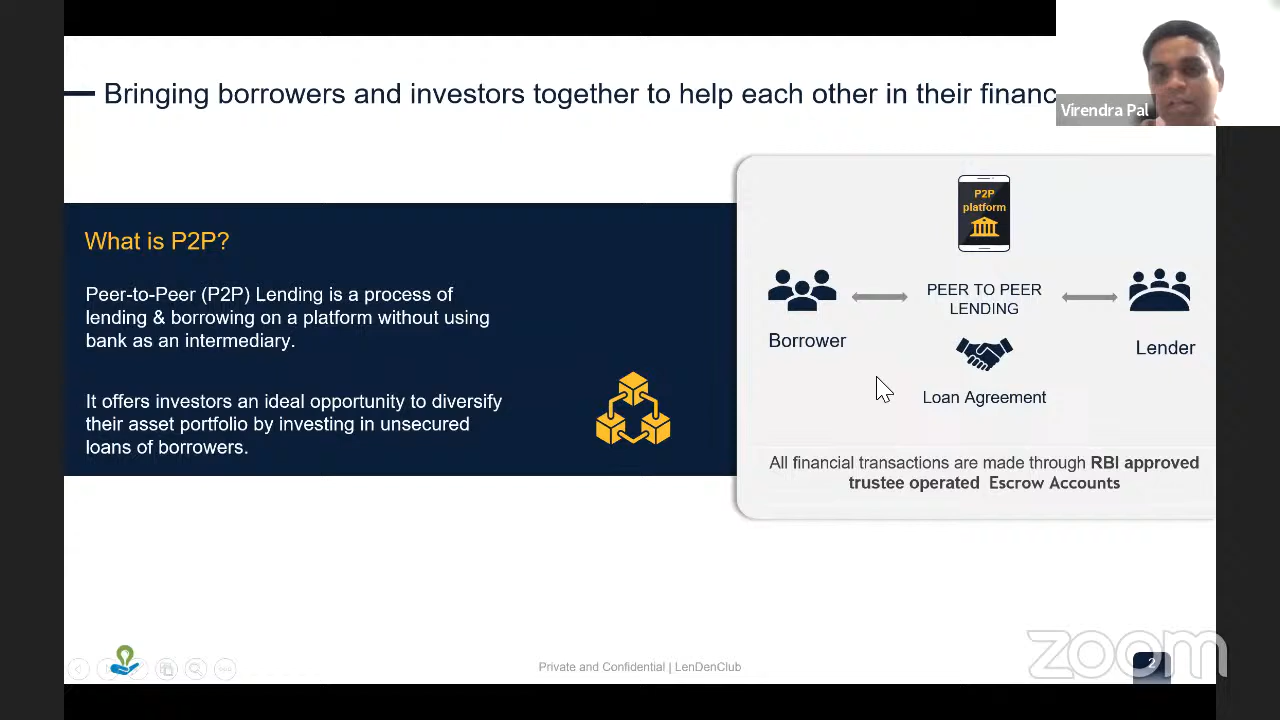 Bringing borrowers and investors together to help each other in their financ
Virendra Pal
What is P2P?
Peer-to-Peer (P2P) Lending is a process of
lending & borrowing on a platform without using
bank as an intermediary.
It offers investors an ideal opportunity to diversify
their asset portfolio by investing in unsecured
loans of borrowers.
P2P
platform
PEER TO PEER
LENDING
Borrower
Lender
Loan Agreement
All financial transactions are made through RBI approved
trustee operated Escrow Accounts
Private and Confidential | LenDenClub
2
zoom